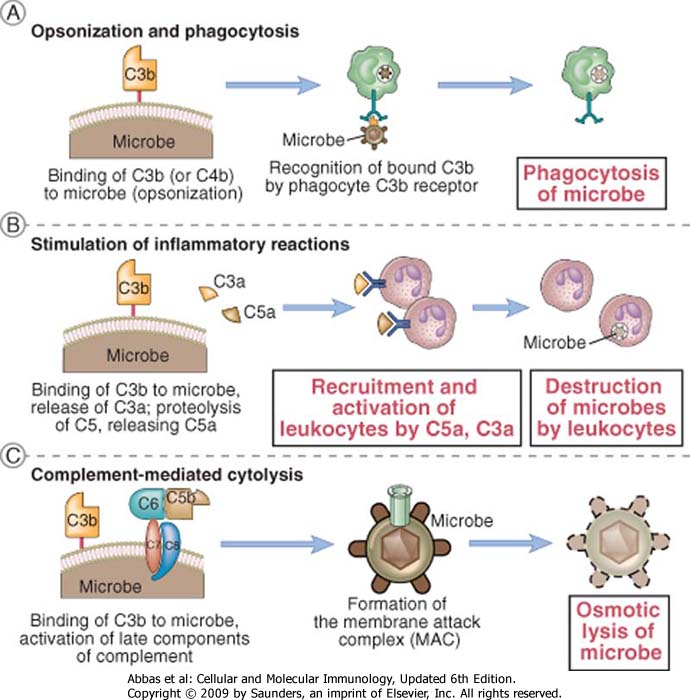 A
Opsonization and phagocytosis
C3b
Microbe
Binding of C3b (or C4b)
to microbe (opsonization)
Microbe
Recognition of bound C3b
by phagocyte C3b receptor
Phagocytosis
of microbe
B
Stimulation of inflammatory reactions
C3b
C3a
C5a
Microbe
Binding of C3b to microbe,
release of C3a; proteolysis
of C5, releasing C5a
Recruitment and
activation of
leukocytes by C5a, C3a
Microbe
Destruction
of microbes
by leukocytes
C
Complement-mediated cytolysis
C3b
C6
C5b
C7
C8
Microbe
Binding of C3b to microbe,
activation of late components
of complement
Microbe
Formation of
the membrane attack
complex (MAC)
Osmotic
lysis of
microbe
Abbas et al: Cellular and Molecular Immunology, Updated 6th Edition.
Copyright © 2009 by Saunders, an imprint of Elsevier, Inc. All rights reserved.